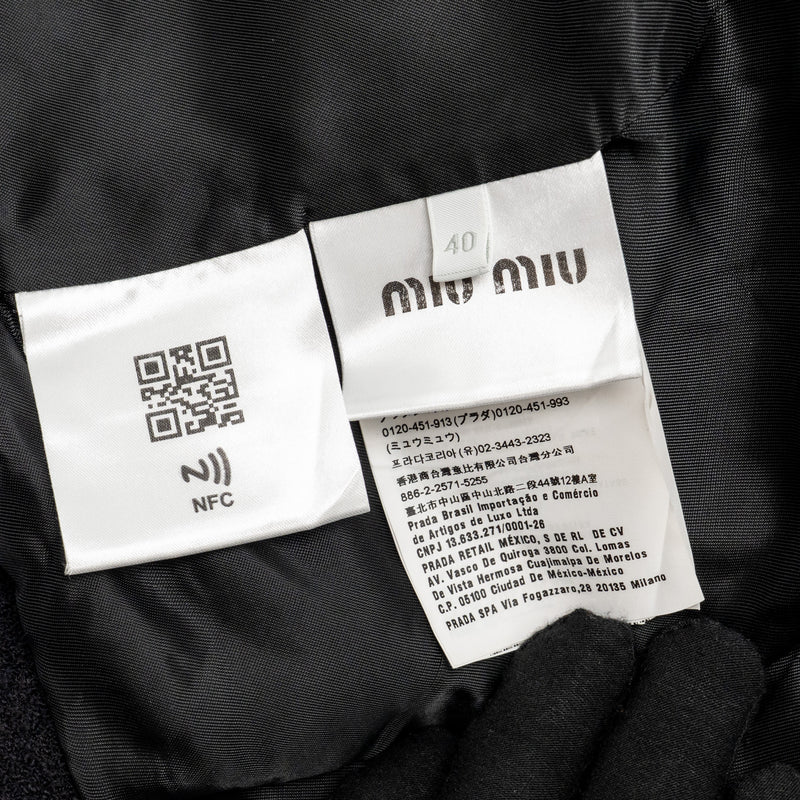 40
miu miu
NFC
0120-451-913(プラダ)0120-451-993
(ミュウミュウ)
프라다코리아(유)02-3443-2323
香港商台灣魚比有限公司台灣分公司
886-2-2571-5255
臺北市中山區中山北路二段44號12樓A室
Prada Brasil Importação e Comércio
de Artigos de Luxo Ltda
CNPJ 13.633.271/0001-26
PRADA RETAIL MÉXICO, S DE RL DE CV
AV. Vasco De Quiroga 3800 Col. Lomas
De Vista Hermosa Cuajimalpa De Morelos
C.P. 05100 Ciudad De México-México
PRADA SPA Via Fogazzaro,28 20135 Milano